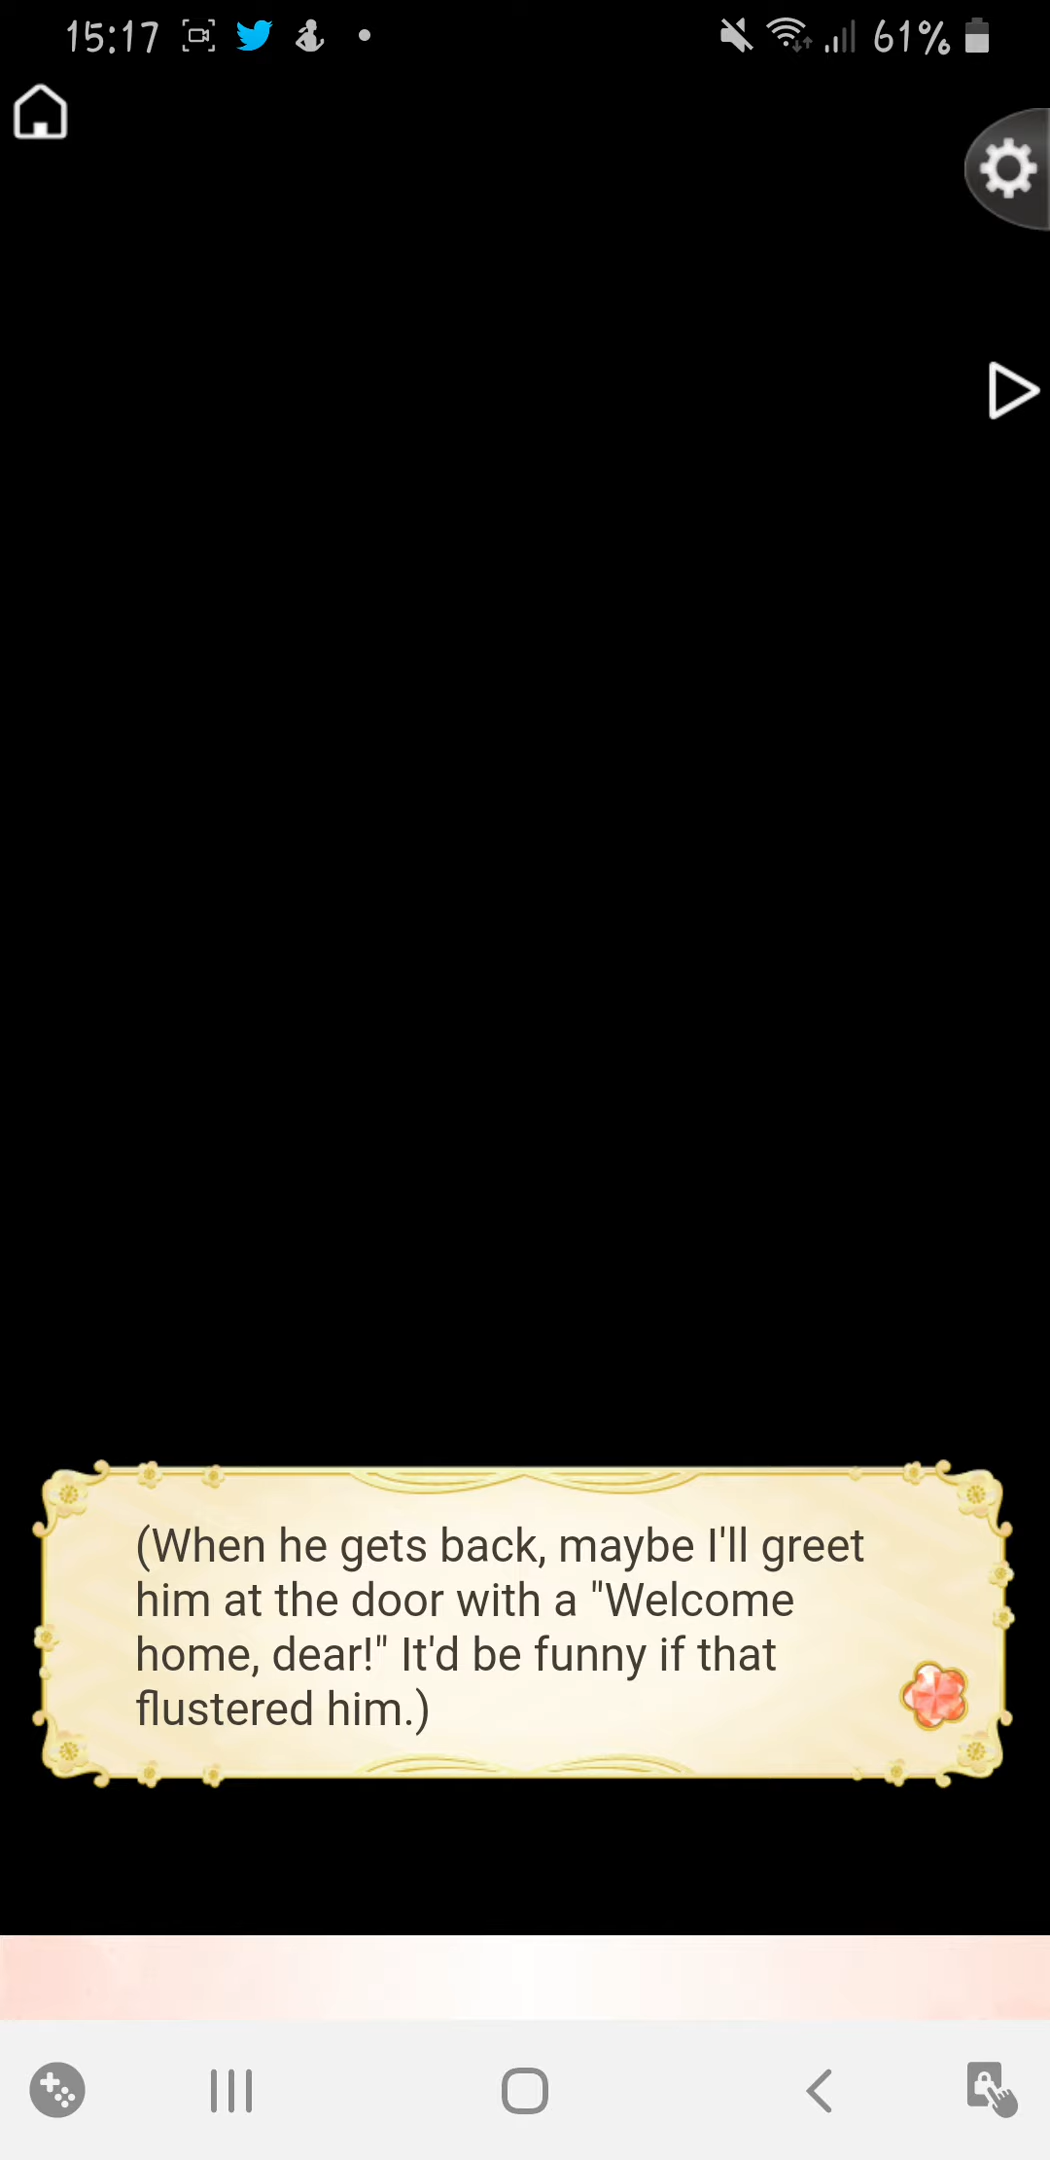 15:17
61%
(When he gets back, maybe I'll greet
him at the door with a "Welcome
home, dear!" It'd be funny if that
flustered him.)